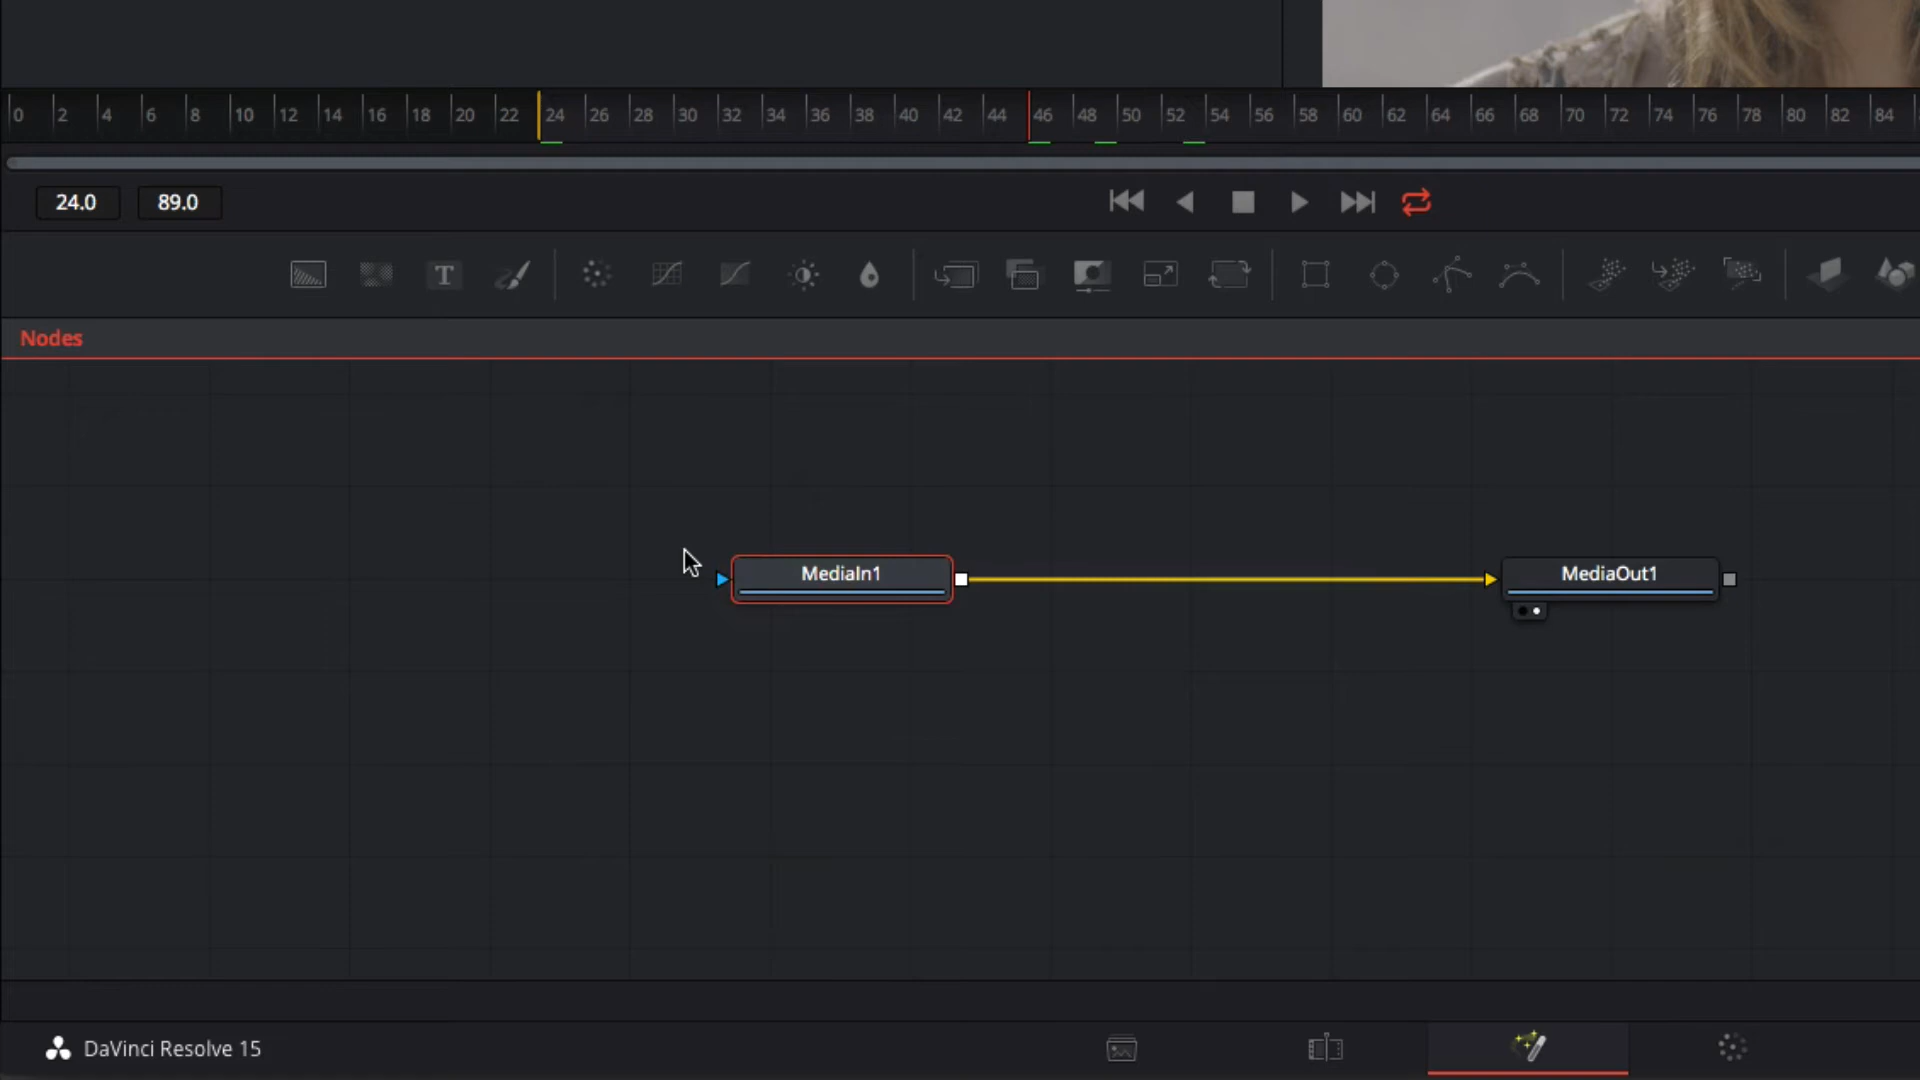 0 2 4 6 8 10 12 14 16 18 20 22 24 26 28 30 32 34 36 38 40 42 44 46 48 50 52 54 56 58 60 62 64 66 68 70 72 74 76 78 80 82 84
24.0 89.0
T
Nodes
MediaIn1 MediaOut1
DaVinci Resolve 15